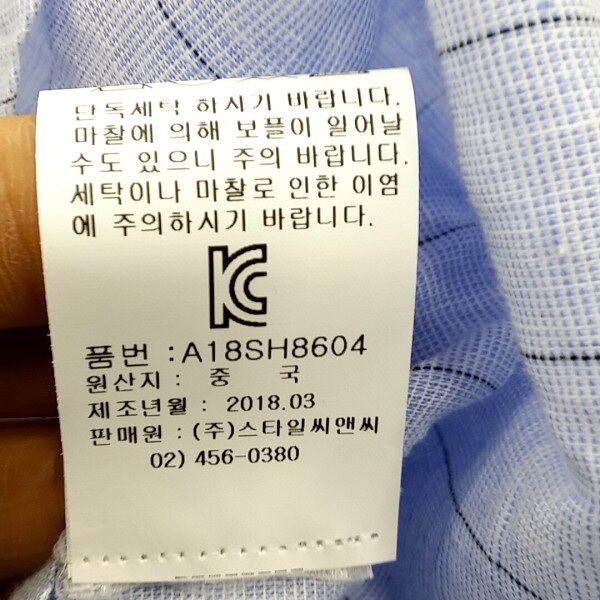 단독세탁 하시기 바랍니다.
마찰에 의해 보플이 일어날
수도 있으니 주의 바랍니다.
세탁이나 마찰로 인한 이염
에 주의하시기 바랍니다.
KC
품번 : A18SH8604
원산지 : 중 국
제조년월 : 2018.03
판매원 : (주)스타일씨앤씨
02) 456-0380